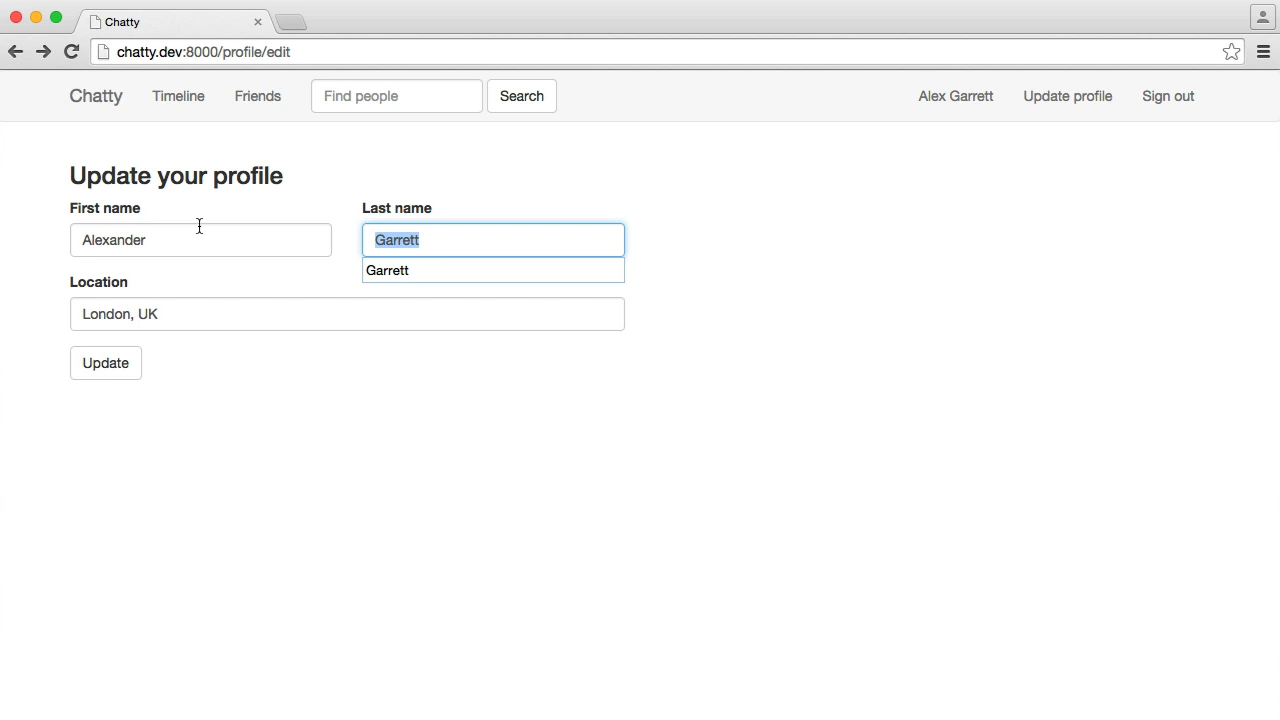 Chatty
chatty.dev:8000/profile/edit
Chatty Timeline Friends Find people Search Alex Garrett Update profile Sign out
Update your profile
First name Last name
Alexander Garrett
Garrett
Location
London, UK
Update